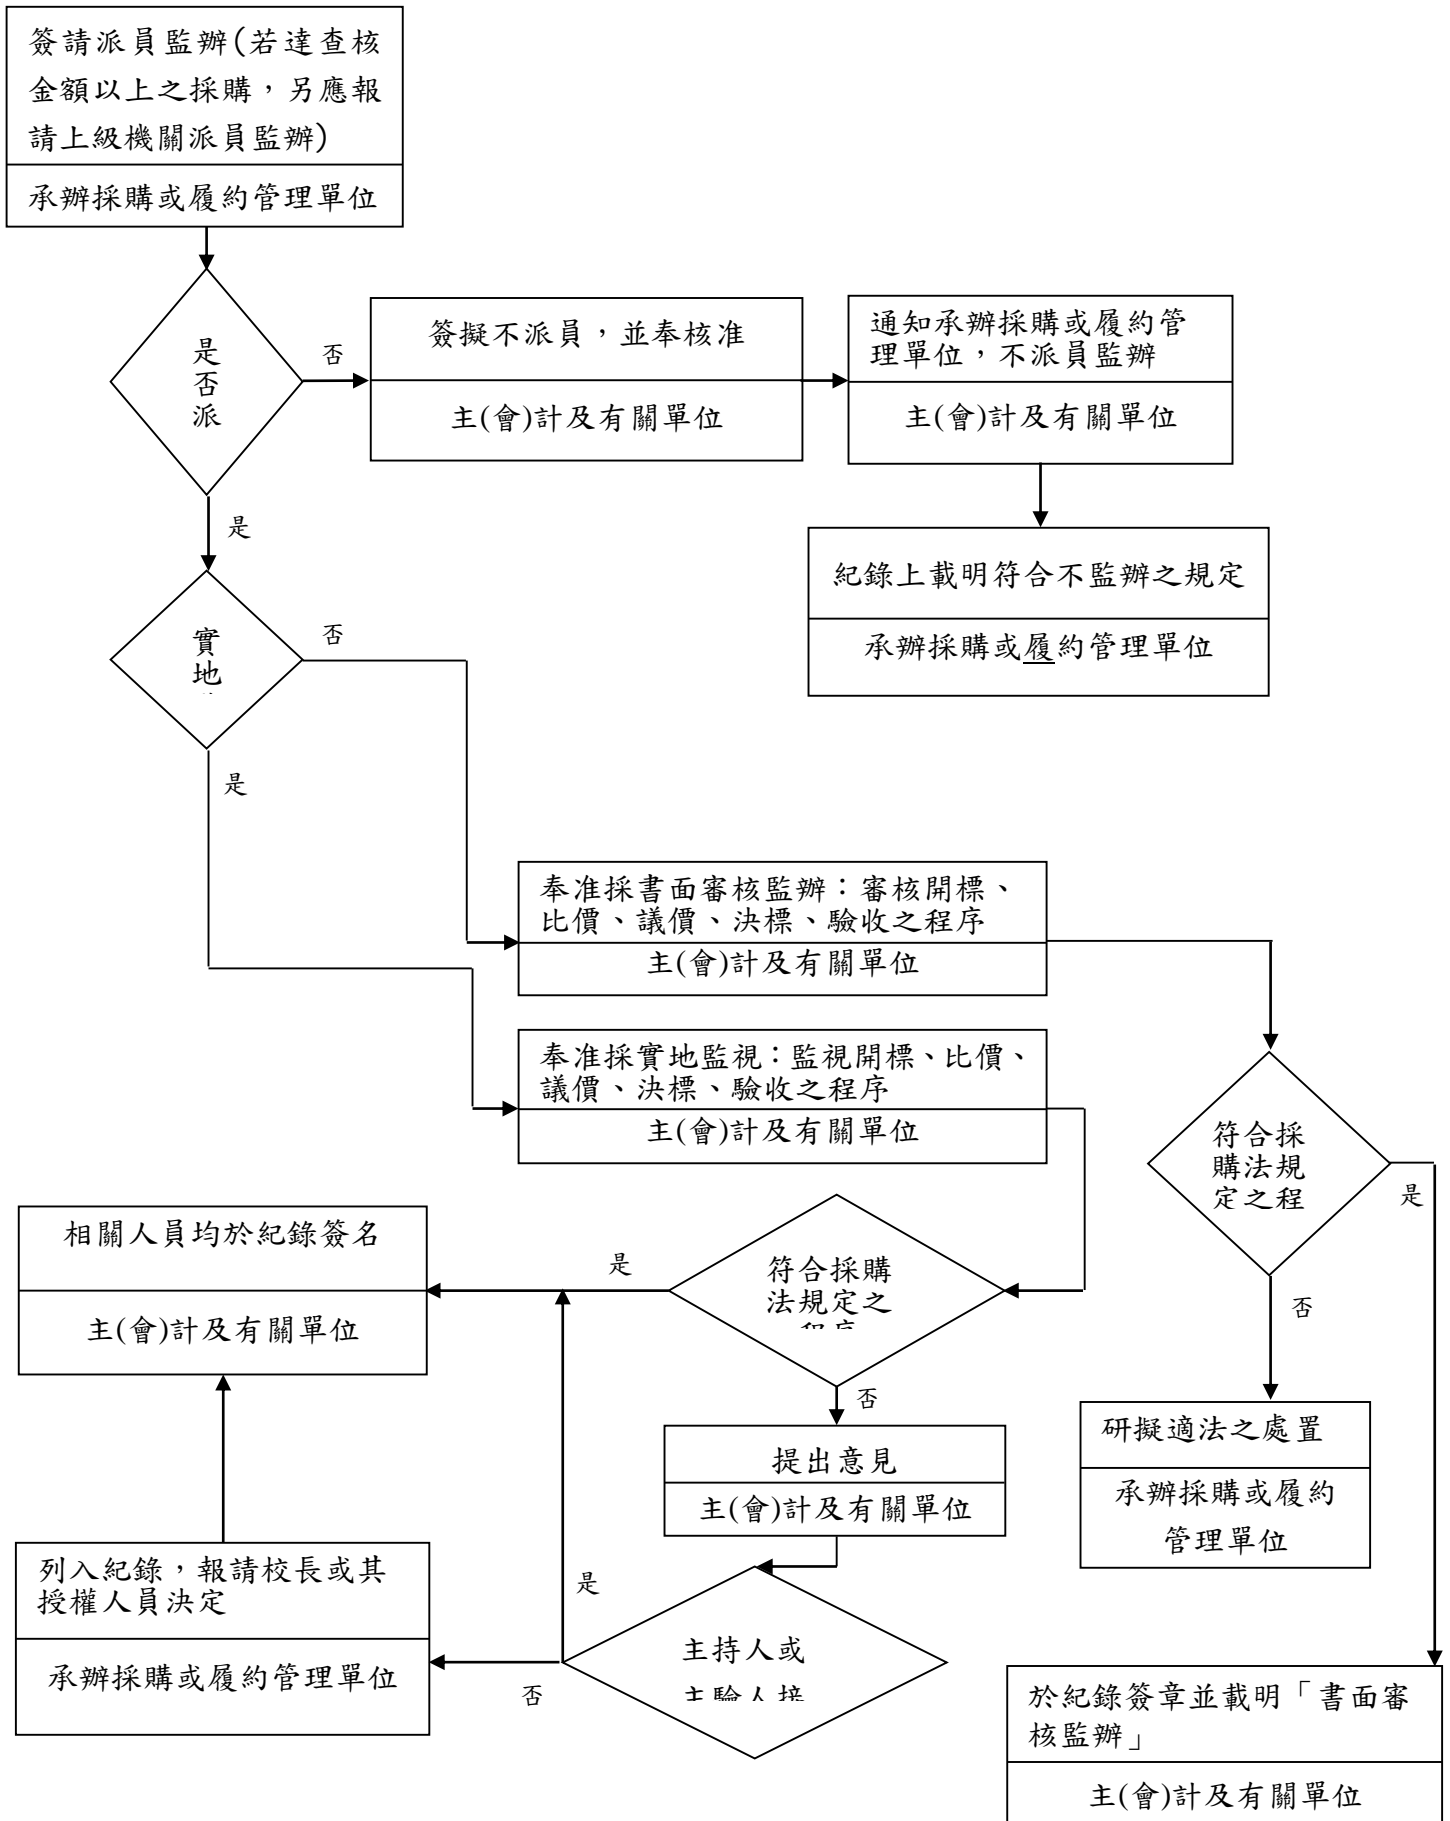 簽請派員監辦(若達查核
金額以上之採購，另應報
請上級機關派員監辦)
承辦採購或履約管理單位
是
否
派
否
簽擬不派員，並奉核准
主(會)計及有關單位
通知承辦採購或履約管
理單位，不派員監辦
主(會)計及有關單位
是
紀錄上載明符合不監辦之規定
承辦採購或履約管理單位
實
地
否
是
奉准採書面審核監辦：審核開標、
比價、議價、決標、驗收之程序
主(會)計及有關單位
奉准採實地監視：監視開標、比價、
議價、決標、驗收之程序
主(會)計及有關單位
符合採
購法規
定之程
是
否
相關人員均於紀錄簽名
主(會)計及有關單位
是
符合採購
法規定之
程序
否
提出意見
主(會)計及有關單位
研擬適法之處置
承辦採購或履約
管理單位
列入紀錄，報請校長或其
授權人員決定
承辦採購或履約管理單位
是
否
主持人或
主驗人接
於紀錄簽章並載明「書面審
核監辦」
主(會)計及有關單位